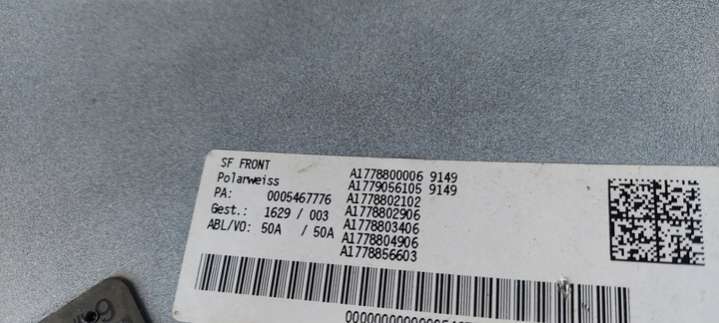 SF FRONT
Polarweiss
PA: 0005467776
Gest.: 1629 / 003
ABL/VO: 50A / 50A
A1778800006 9149
A1779056105 9149
A1778802102
A1778802906
A1778803406
A1778804906
A1778856603